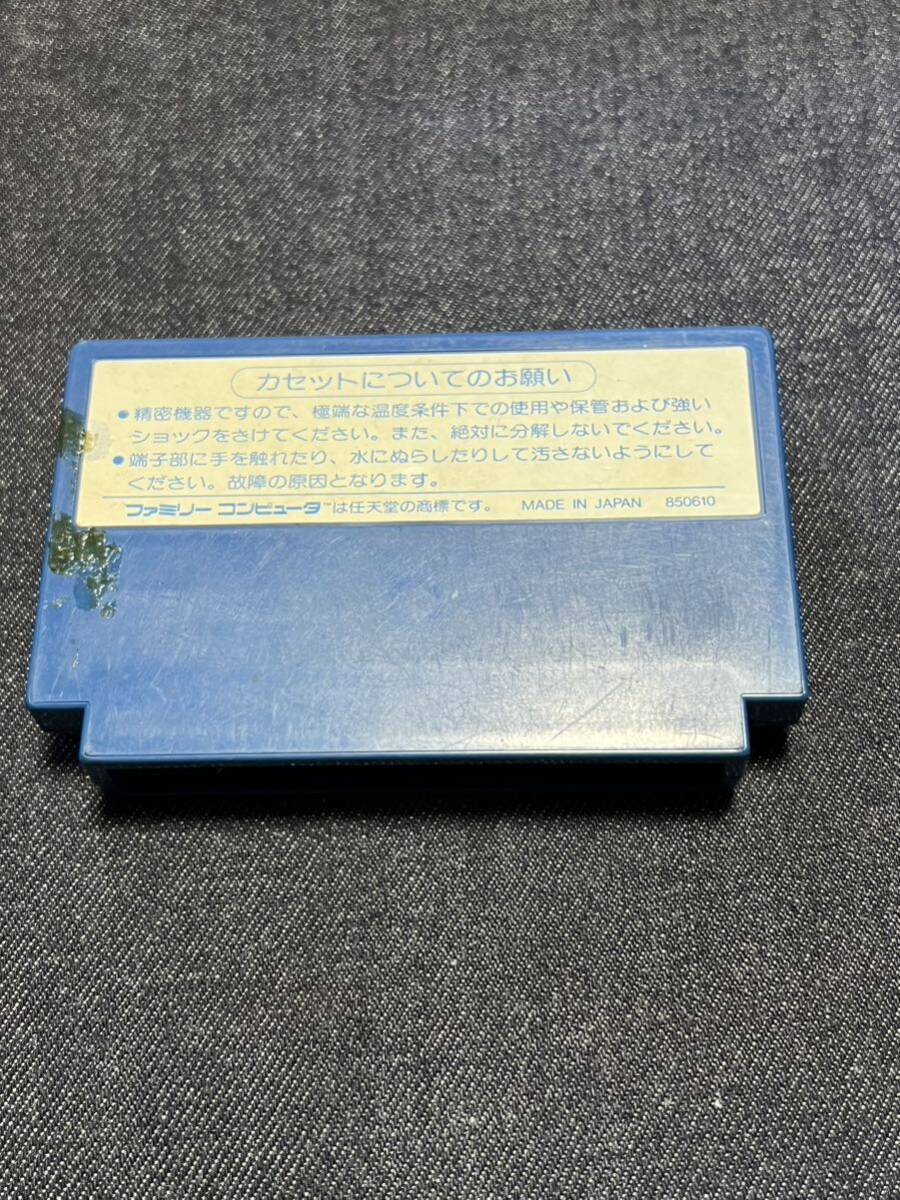 カセットについてのお願い
●精密機器ですので、極端な温度条件下での使用や保管および強い
ショックをさけてください。また、絶対に分解しないでください。
●端子部に手を触れたり、水にぬらしたりして汚さないようにして
ください。故障の原因となります。
ファミリー コンピュータ™は任天堂の商標です。 MADE IN JAPAN 850610